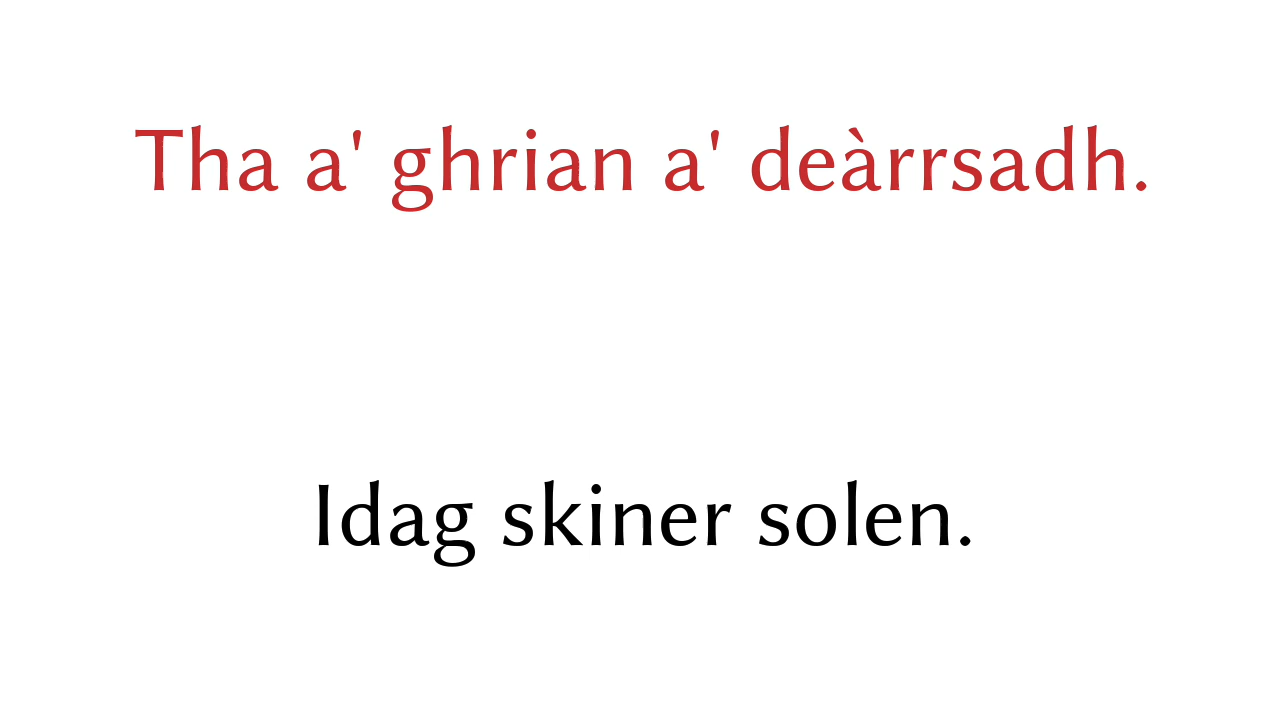 Tha a' ghrian a' deàrrsadh.
Idag skiner solen.